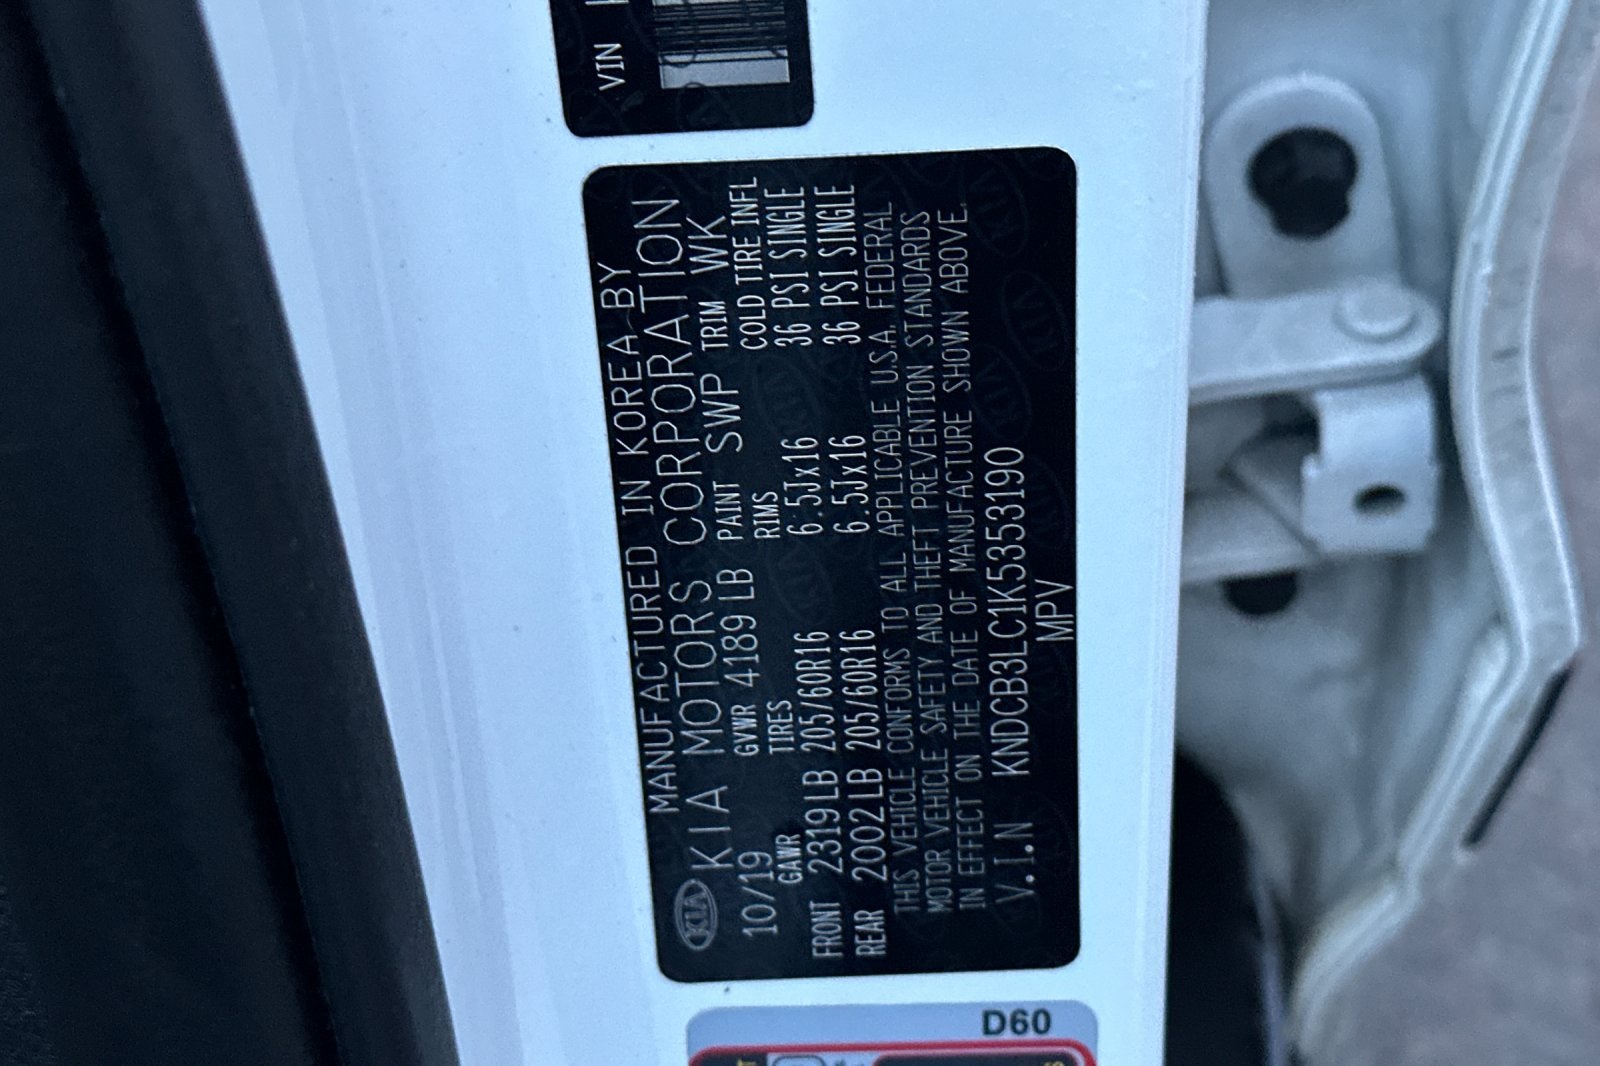 VIN
MANUFACTURED IN KOREA BY
KIA KIA MOTORS CORPORATION
10/19 GVWR 4189 LB PAINT SWP TRIM WK
GAWR TIRES RIMS COLD TIRE INFL
FRONT 2319 LB 205/60R16 6.5Jx16 36 PSI SINGLE
REAR 2002 LB 205/60R16 6.5Jx16 36 PSI SINGLE
THIS VEHICLE CONFORMS TO ALL APPLICABLE U.S.A. FEDERAL
MOTOR VEHICLE SAFETY AND THEFT PREVENTION STANDARDS
IN EFFECT ON THE DATE OF MANUFACTURE SHOWN ABOVE.
V.I.N KNDCB3LC1K5353190
MPV
D60